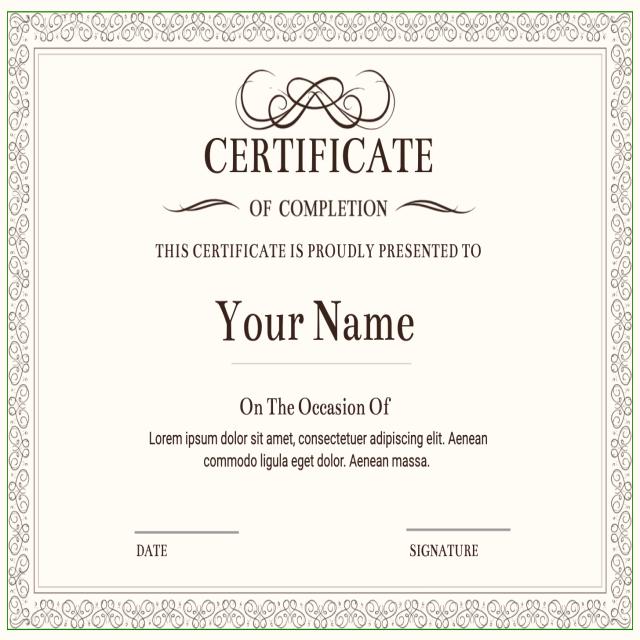 CERTIFICATE
OF COMPLETION
THIS CERTIFICATE IS PROUDLY PRESENTED TO
Your Name
On The Occasion Of
Lorem ipsum dolor sit amet, consectetuer adipiscing elit. Aenean
commodo ligula eget dolor. Aenean massa.
DATE SIGNATURE